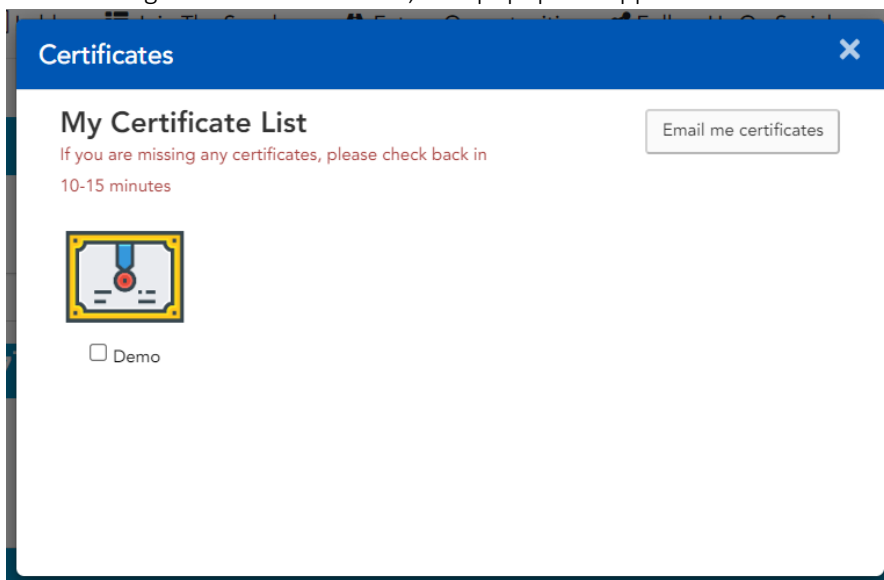 Certificates
My Certificate List
Email me certificates
If you are missing any certificates, please check back in
10-15 minutes
Demo